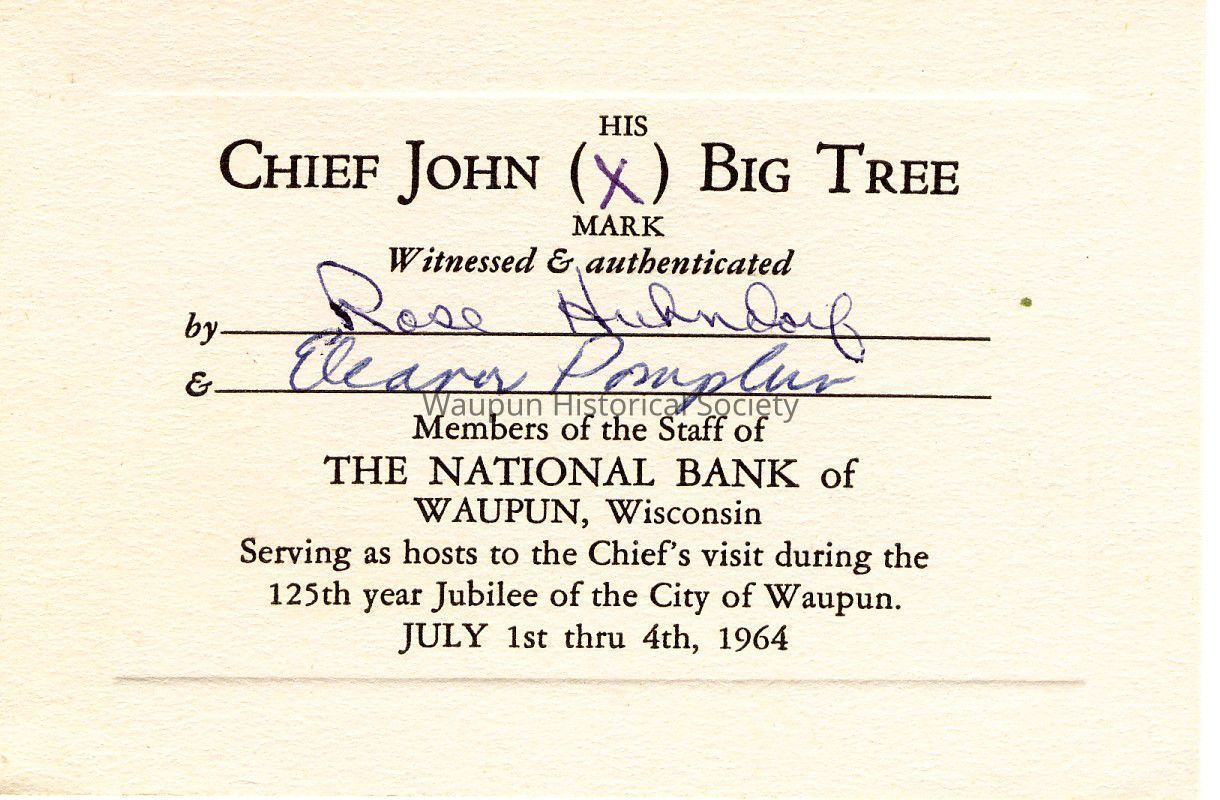 HIS
CHIEF JOHN (X) BIG TREE
MARK
Witnessed & authenticated
by Rose Huhndorf
& Eleanor Pomplun
Waupun Historical Society
Members of the Staff of
THE NATIONAL BANK of
WAUPUN, Wisconsin
Serving as hosts to the Chief's visit during the
125th year Jubilee of the City of Waupun.
JULY 1st thru 4th, 1964